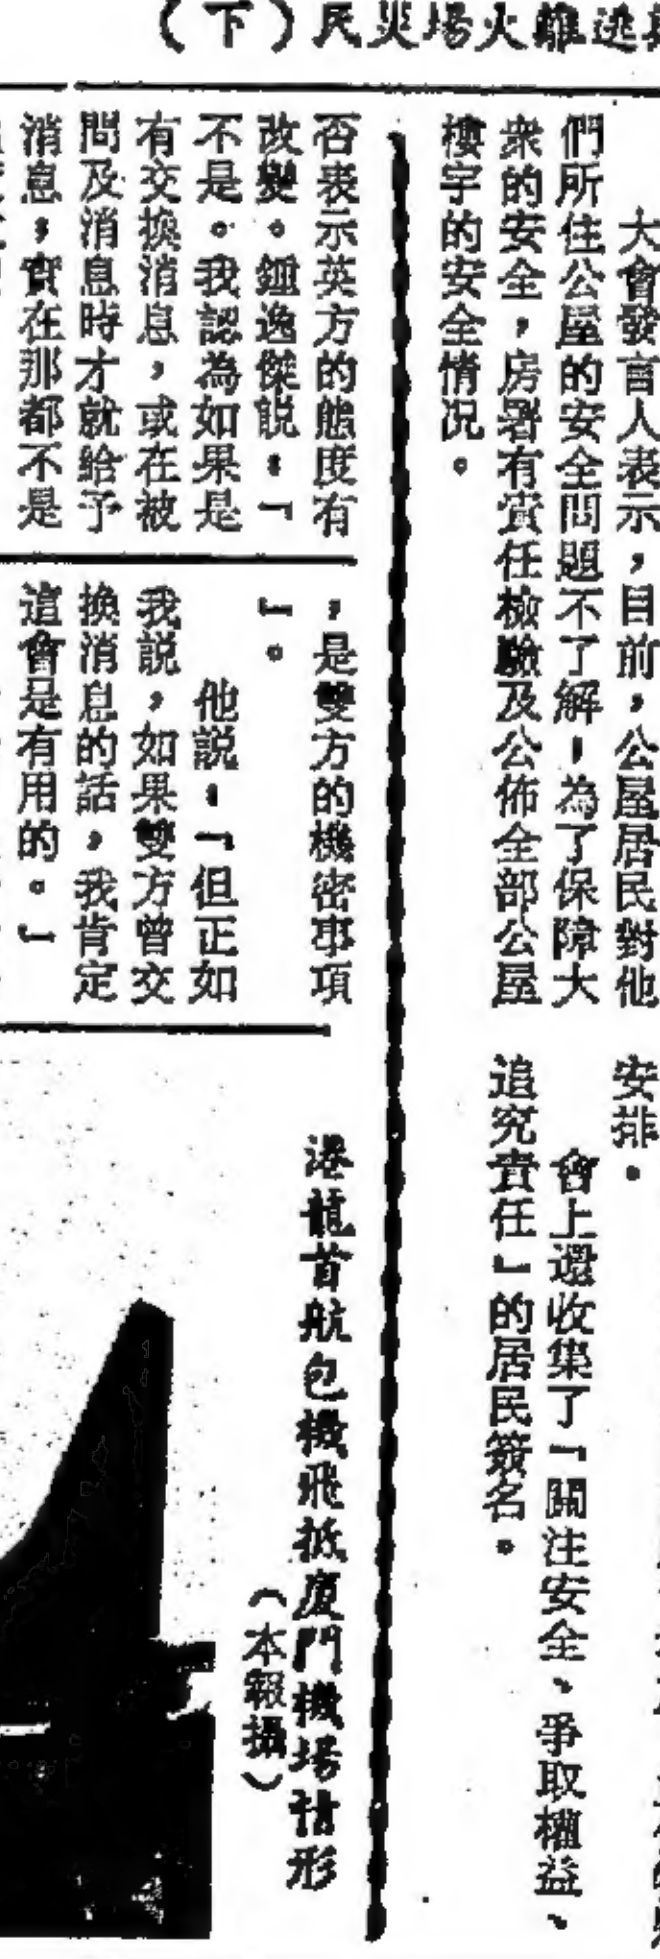 逃難火場災民（下）
大會發言人表示，目前，公屋居民對他
們所住公屋的安全問題不了解，為了保障大
衆的安全，房署有責任檢驗及公佈全部公屋
樓宇的安全情况。
安排。
會上還收集了「關注安全、爭取權益、
追究責任」的居民簽名。
否表示英方的態度有
改變。鍾逸傑説：「
不是。我認為如果是
有交換消息，或在被
問及消息時才就給予
消息，實在那都不是
，是雙方的機密事項
」。
他説：「但正如
我説，如果雙方曾交
換消息的話，我肯定
這會是有用的。」
港龍首航包機飛抵廈門機場情形
（本報攝）